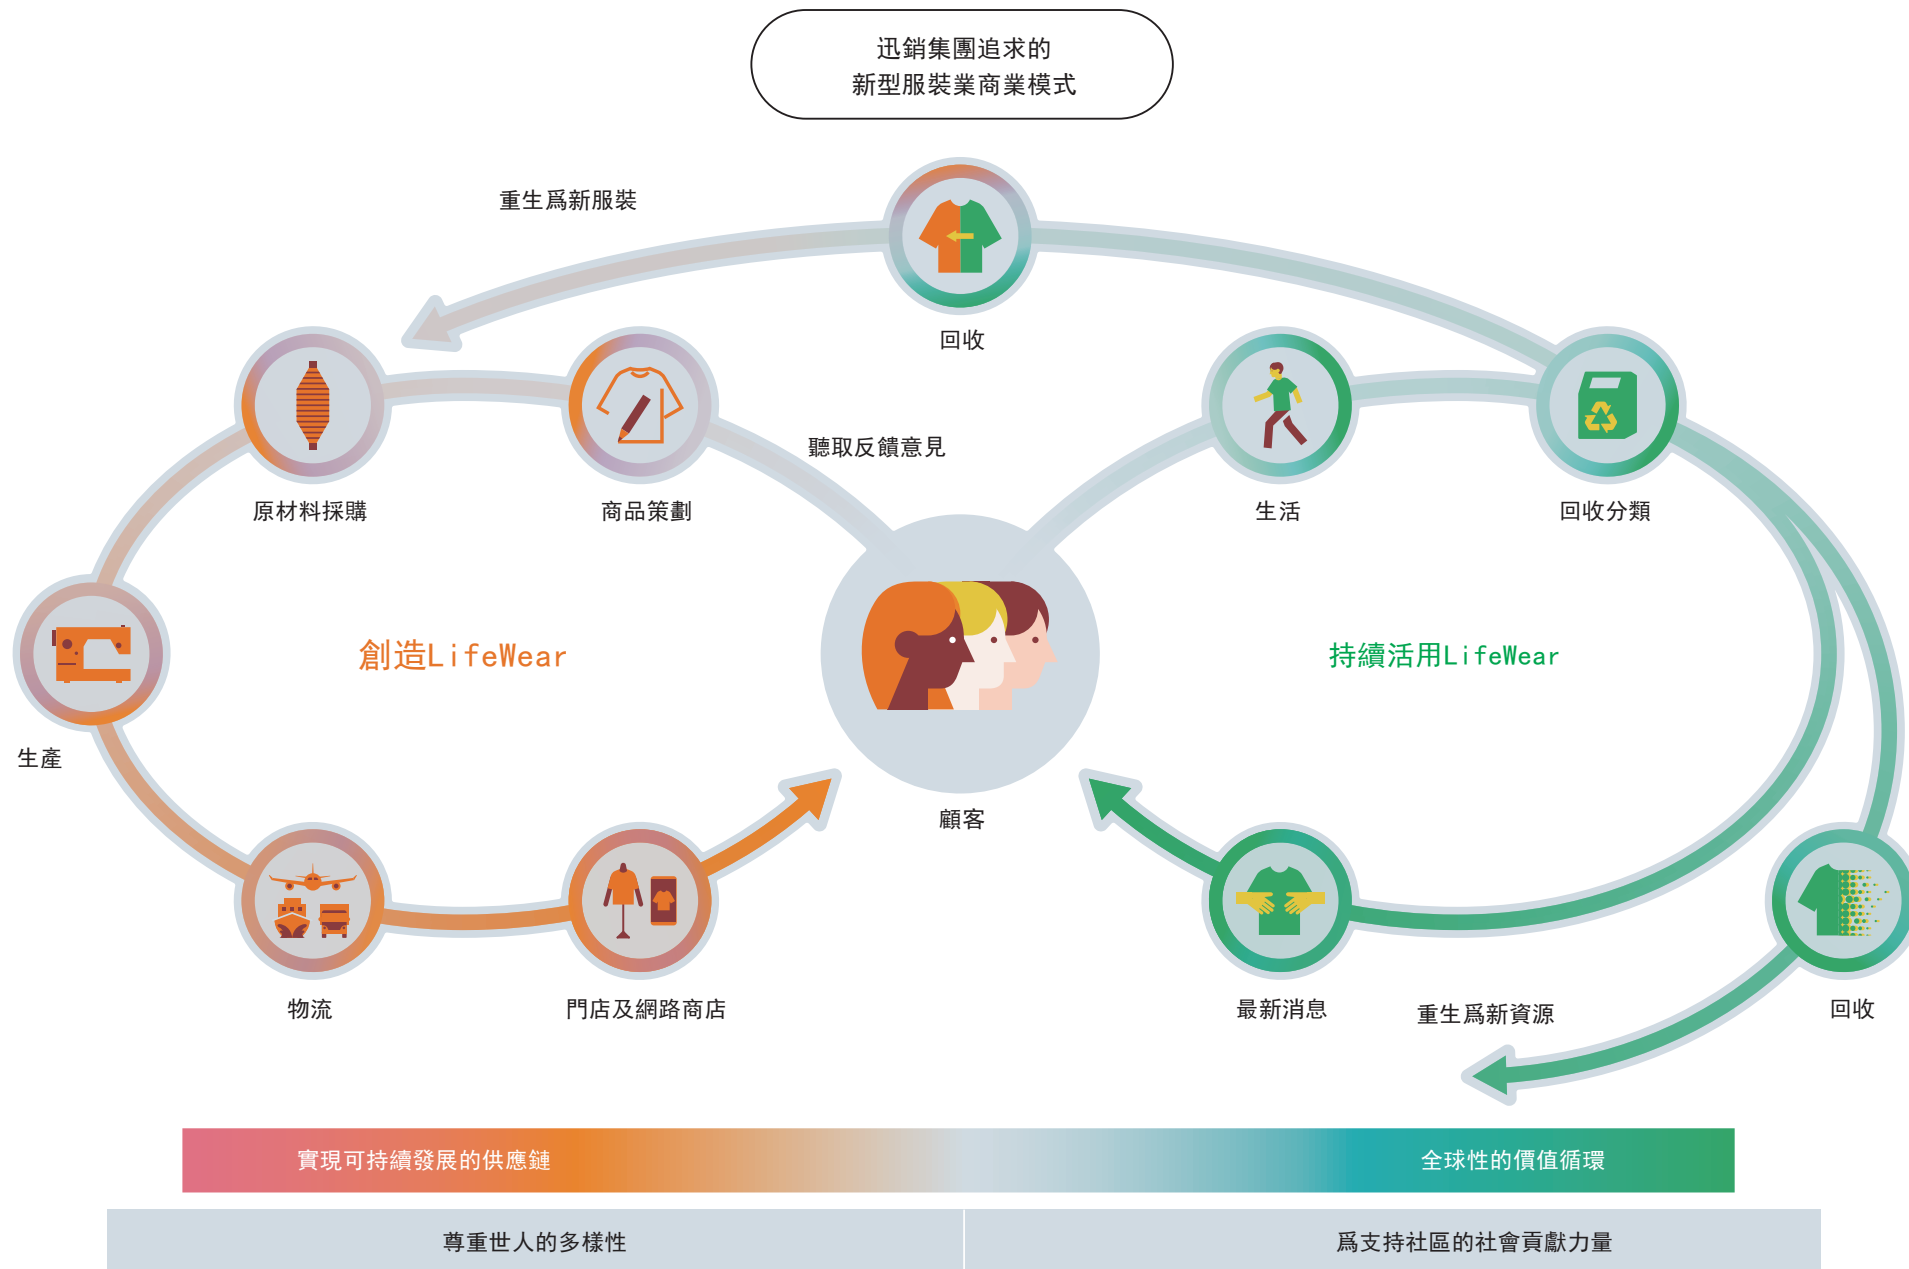 迅銷集團追求的
新型服裝業商業模式
重生爲新服裝
回收
聽取反饋意見
原材料採購
商品策劃
生活
回收分類
創造LifeWear
持續活用LifeWear
生產
顧客
物流
門店及網路商店
最新消息
重生爲新資源
回收
實現可持續發展的供應鏈
全球性的價值循環
尊重世人的多樣性
爲支持社區的社會貢獻力量